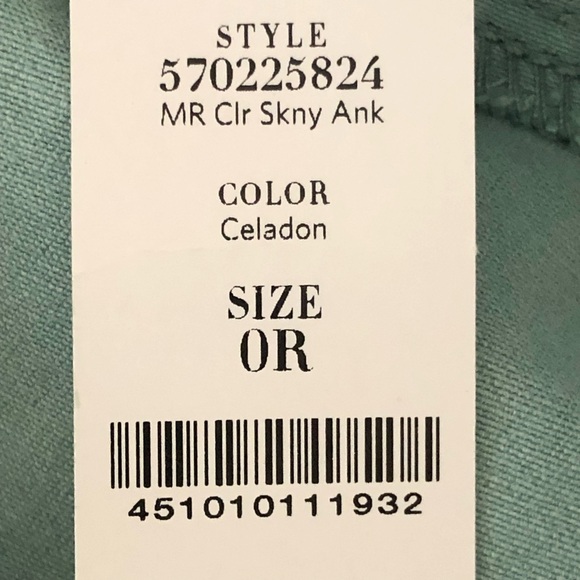 STYLE
570225824
MR Clr Skny Ank
COLOR
Celadon
SIZE
0R
451010111932